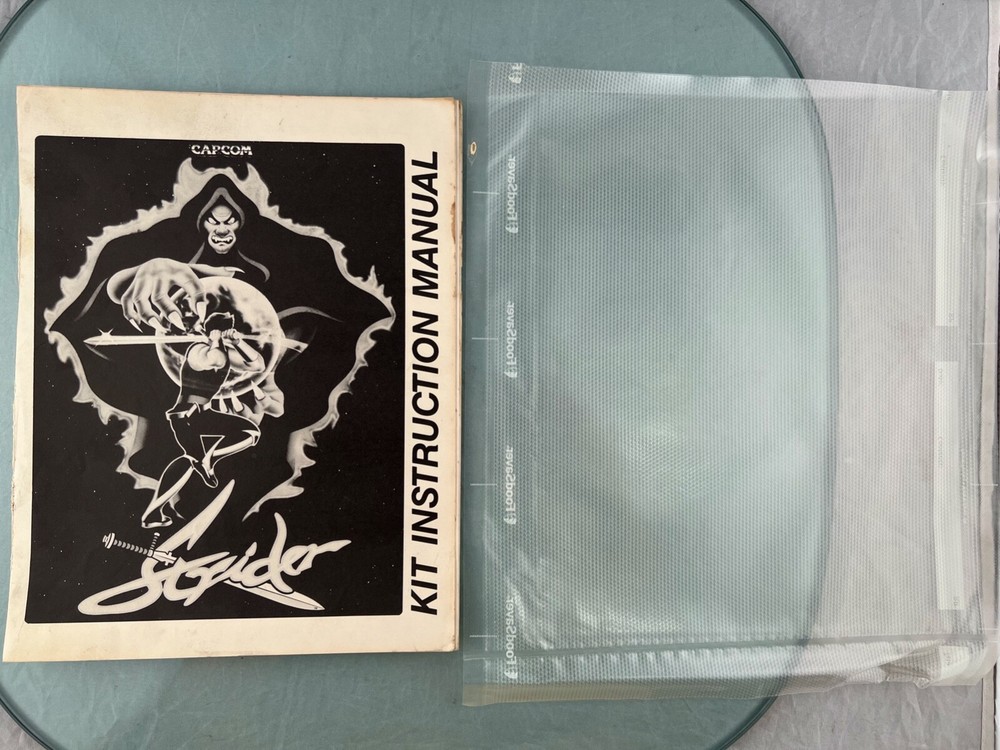 CAPCOM
Strider
KIT INSTRUCTION MANUAL
FoodSaver
FoodSaver
FoodSaver
FoodSaver